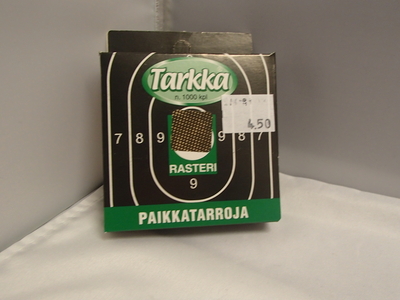 Tarkka
n. 1000 kpl
4,50
7 8 9 9 8 7
RASTERI
9
PAIKKATARROJA